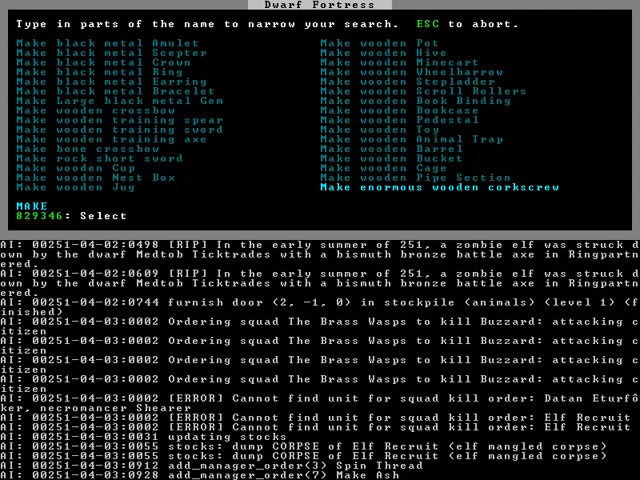 Dwarf Fortress
Type in parts of the name to narrow your search.  ESC to abort.
Make black metal Amulet Make wooden Pot
Make black metal Scepter Make wooden Hive
Make black metal Crown Make wooden Minecart
Make black metal Ring Make wooden Wheelbarrow
Make black metal Earring Make wooden Stepladder
Make black metal Bracelet Make wooden Scroll Rollers
Make Large black metal Gem Make wooden Book Binding
Make wooden crossbow Make wooden Bookcase
Make wooden training spear Make wooden Pedestal
Make wooden training sword Make wooden Toy
Make wooden training axe Make wooden Animal Trap
Make bone crossbow Make wooden Barrel
Make rock short sword Make wooden Bucket
Make wooden Cup Make wooden Cage
Make wooden Nest Box Make wooden Pipe Section
Make wooden Jug Make enormous wooden corkscrew
MAKE
829346: Select
AI: 00251-04-02:0498 [RIP] In the early summer of 251, a zombie elf was struck d
own by the dwarf Medtob Ticktrades with a bismuth bronze battle axe in Ringpartn
ered.
AI: 00251-04-02:0609 [RIP] In the early summer of 251, a zombie elf was struck d
own by the dwarf Medtob Ticktrades with a bismuth bronze battle axe in Ringpartn
ered.
AI: 00251-04-02:0744 furnish door (2, -1, 0) in stockpile (animals) (level 1) (f
inished)
AI: 00251-04-03:0002 Ordering squad The Brass Wasps to kill Buzzard: attacking c
itizen
AI: 00251-04-03:0002 Ordering squad The Brass Wasps to kill Buzzard: attacking c
itizen
AI: 00251-04-03:0002 Ordering squad The Brass Wasps to kill Buzzard: attacking c
itizen
AI: 00251-04-03:0002 Ordering squad The Brass Wasps to kill Buzzard: attacking c
itizen
AI: 00251-04-03:0002 [ERROR] Cannot find unit for squad kill order: Datan Eturfô
ker, necromancer Shearer
AI: 00251-04-03:0002 [ERROR] Cannot find unit for squad kill order: Elf Recruit
AI: 00251-04-03:0002 [ERROR] Cannot find unit for squad kill order: Elf Recruit
AI: 00251-04-03:0031 updating stocks
AI: 00251-04-03:0055 stocks: dump CORPSE of Elf Recruit (elf mangled corpse)
AI: 00251-04-03:0055 stocks: dump CORPSE of Elf Recruit (elf mangled corpse)
AI: 00251-04-03:0912 add_manager_order(3) Spin Thread
AI: 00251-04-03:0928 add_manager_order(7) Make Ash